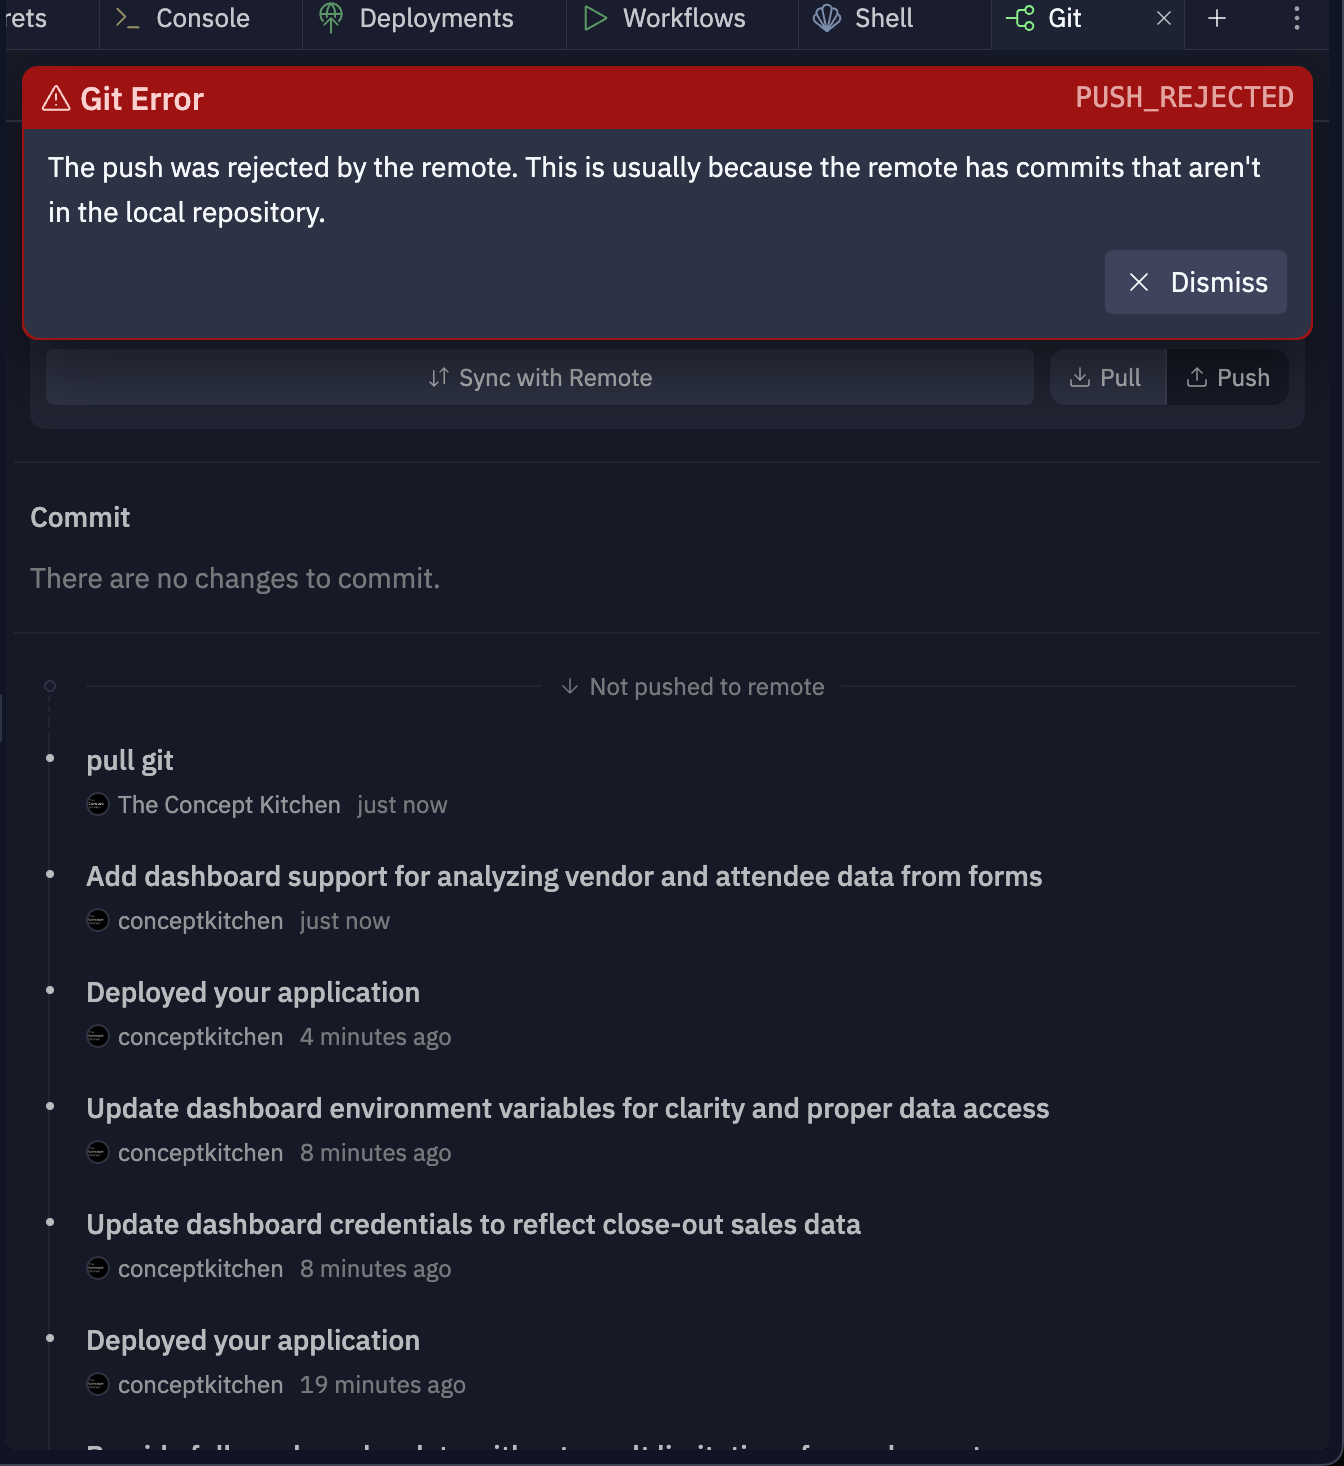 rets
Console
Deployments
Workflows
Shell
Git
Git Error
PUSH_REJECTED
The push was rejected by the remote. This is usually because the remote has commits that aren't
in the local repository.
Dismiss
Sync with Remote
Pull
Push
Commit
There are no changes to commit.
Not pushed to remote
pull git
The Concept Kitchen just now
Add dashboard support for analyzing vendor and attendee data from forms
conceptkitchen just now
Deployed your application
conceptkitchen 4 minutes ago
Update dashboard environment variables for clarity and proper data access
conceptkitchen 8 minutes ago
Update dashboard credentials to reflect close-out sales data
conceptkitchen 8 minutes ago
Deployed your application
conceptkitchen 19 minutes ago